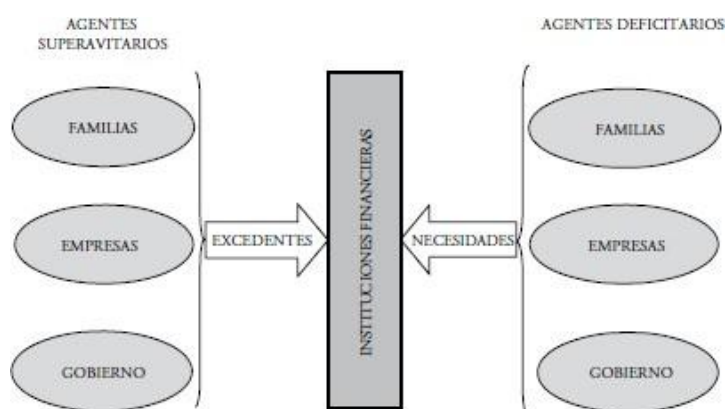 AGENTES
SUPERAVITARIOS
AGENTES DEFICITARIOS
FAMILIAS
EMPRESAS
GOBIERNO
EXCEDENTES
INSTITUCIONES FINANCIERAS
NECESIDADES
FAMILIAS
EMPRESAS
GOBIERNO